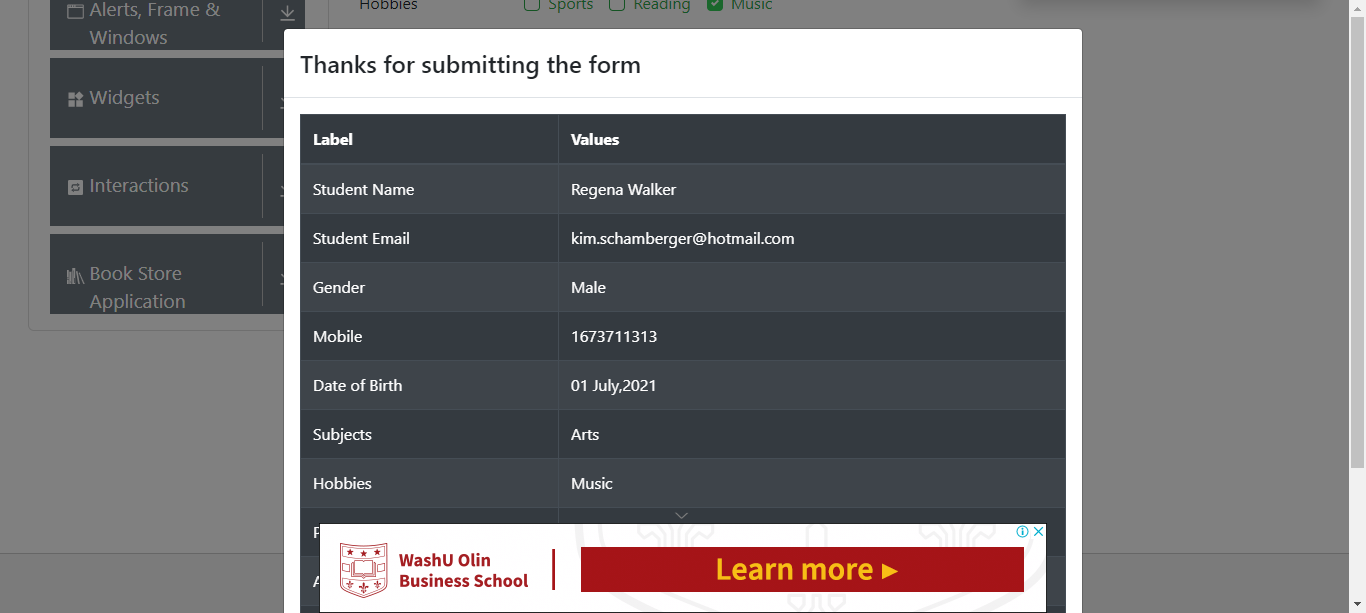 Alerts, Frame &
Windows
Hobbies
Sports Reading Music
Thanks for submitting the form
Widgets
Interactions
Book Store
Application
Label Values
Student Name Regena Walker
Student Email kim.schamberger@hotmail.com
Gender Male
Mobile 1673711313
Date of Birth 01 July,2021
Subjects Arts
Hobbies Music
WashU Olin
Business School
Learn more